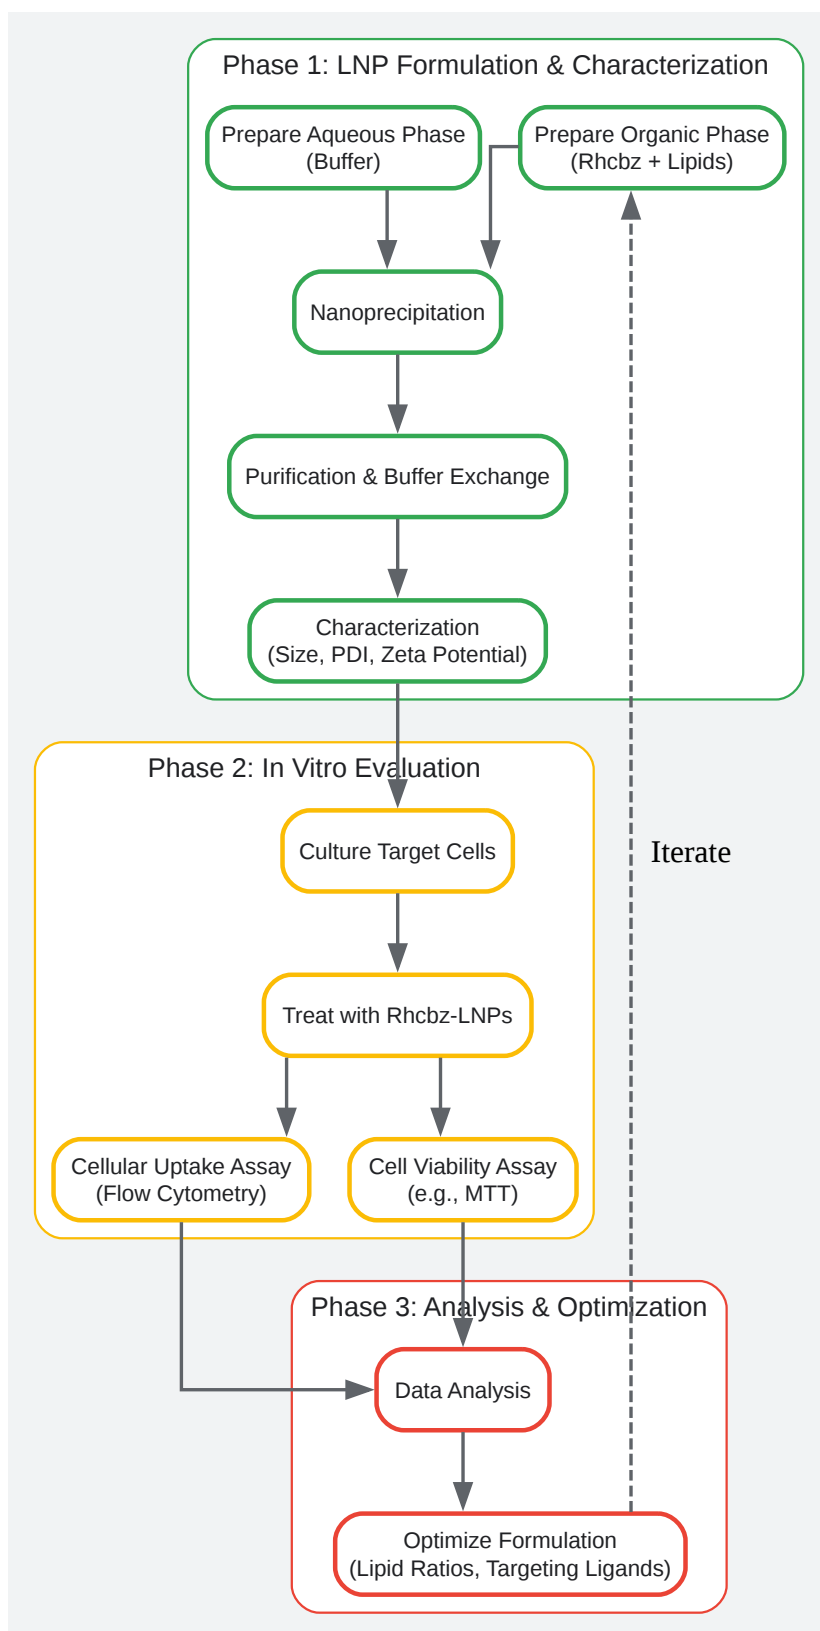 Phase 1: LNP Formulation & Characterization
Prepare Aqueous Phase
(Buffer)
Prepare Organic Phase
(Rhcbz + Lipids)
Nanoprecipitation
Purification & Buffer Exchange
Characterization
(Size, PDI, Zeta Potential)
Phase 2: In Vitro Evaluation
Culture Target Cells
Iterate
Treat with Rhcbz-LNPs
Cellular Uptake Assay
(Flow Cytometry)
Cell Viability Assay
(e.g., MTT)
Phase 3: Analysis & Optimization
Data Analysis
Optimize Formulation
(Lipid Ratios, Targeting Ligands)